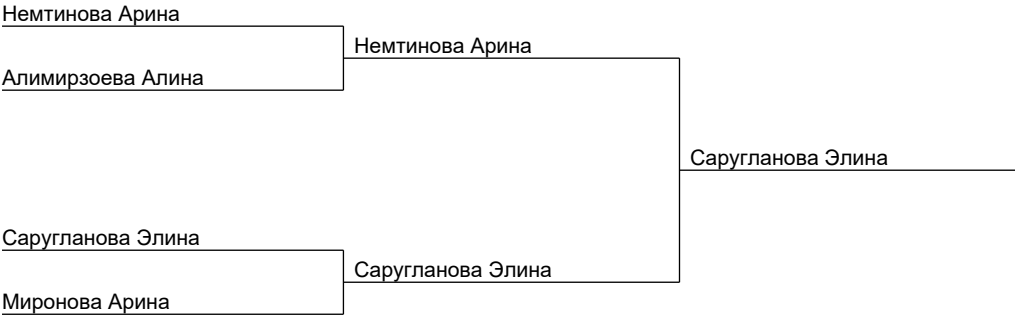 Немтинова Арина
Немтинова Арина
Алимирзоева Алина
Саругланова Элина
Саругланова Элина
Саругланова Элина
Миронова Арина